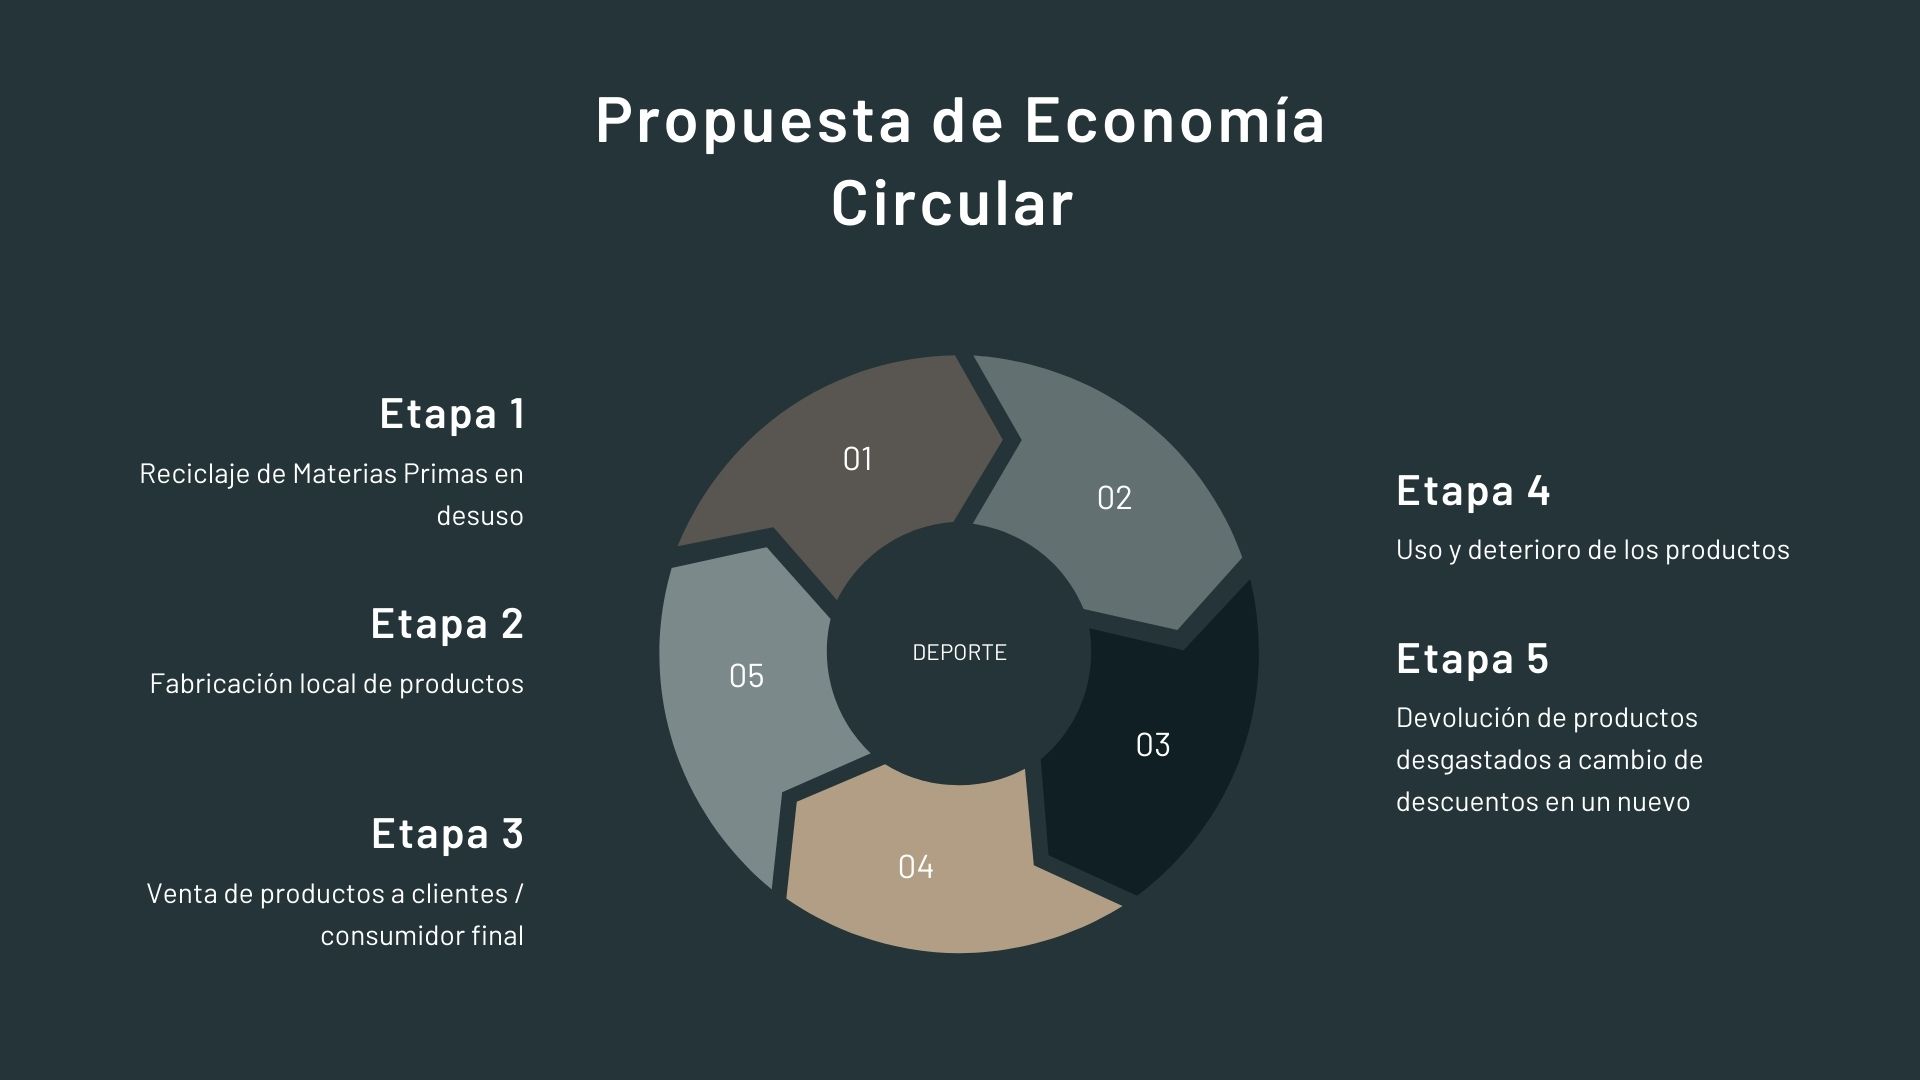 Propuesta de Economía
Circular
Etapa 1
Reciclaje de Materias Primas en
desuso
Etapa 2
Fabricación local de productos
Etapa 3
Venta de productos a clientes /
consumidor final
01
02
03
04
05
DEPORTE
Etapa 4
Uso y deterioro de los productos
Etapa 5
Devolución de productos
desgastados a cambio de
descuentos en un nuevo